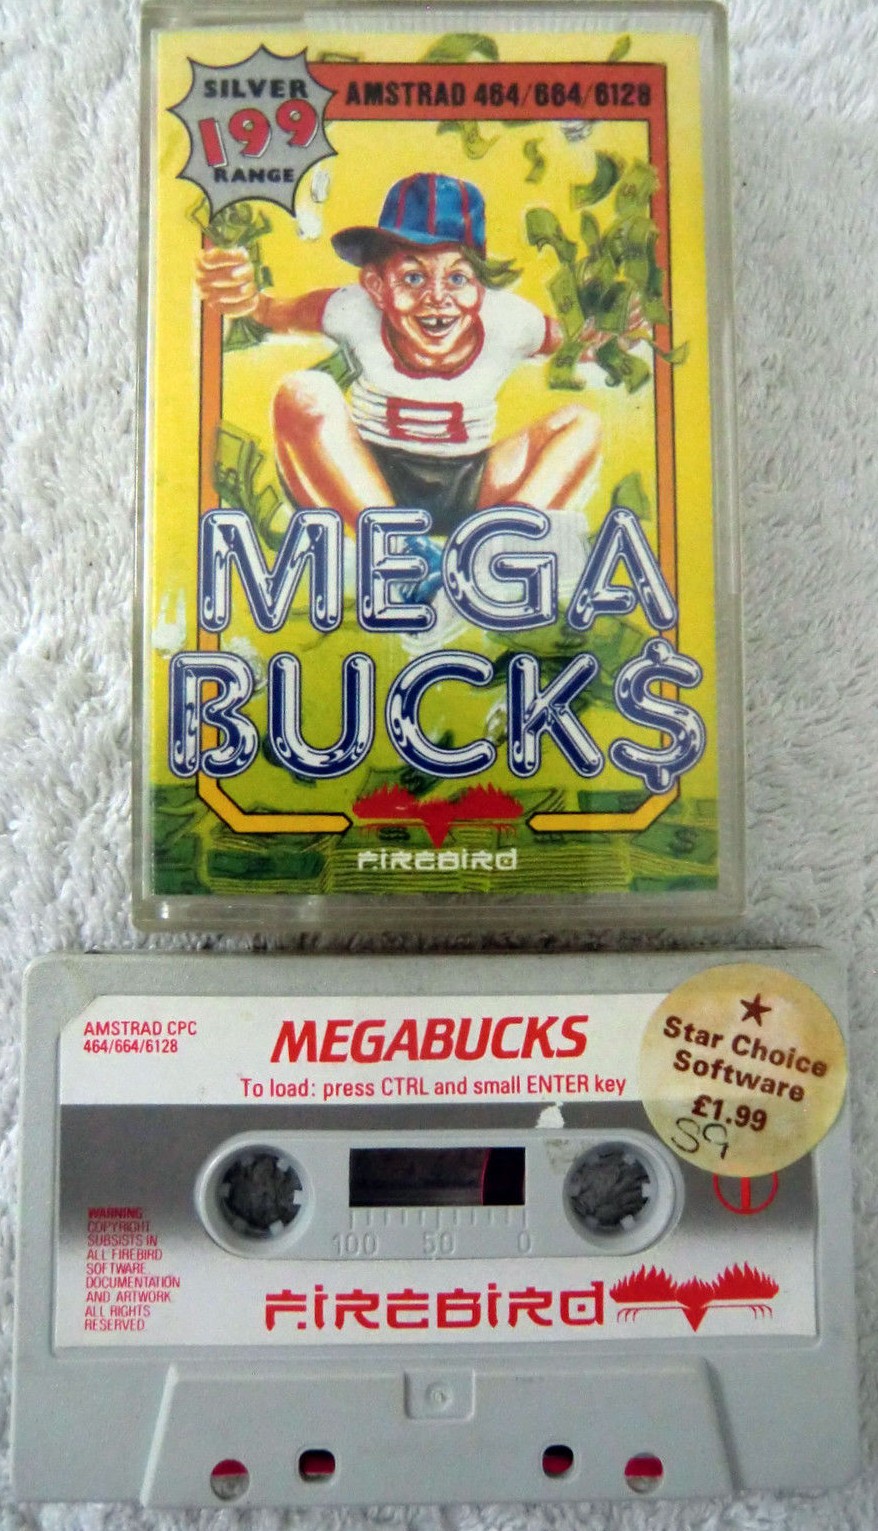 SILVER
199
RANGE
AMSTRAD 464/664/6128
MEGA
BUCK$
FIREBIRD
AMSTRAD CPC
464/664/6128
MEGABUCKS
To load: press CTRL and small ENTER key
Star Choice
Software
£1.99
S9
WARNING
COPYRIGHT
SUBSISTS IN
ALL FIREBIRD
SOFTWARE.
DOCUMENTATION
AND ARTWORK.
ALL RIGHTS
RESERVED.
100 50 0
FIREBIRD